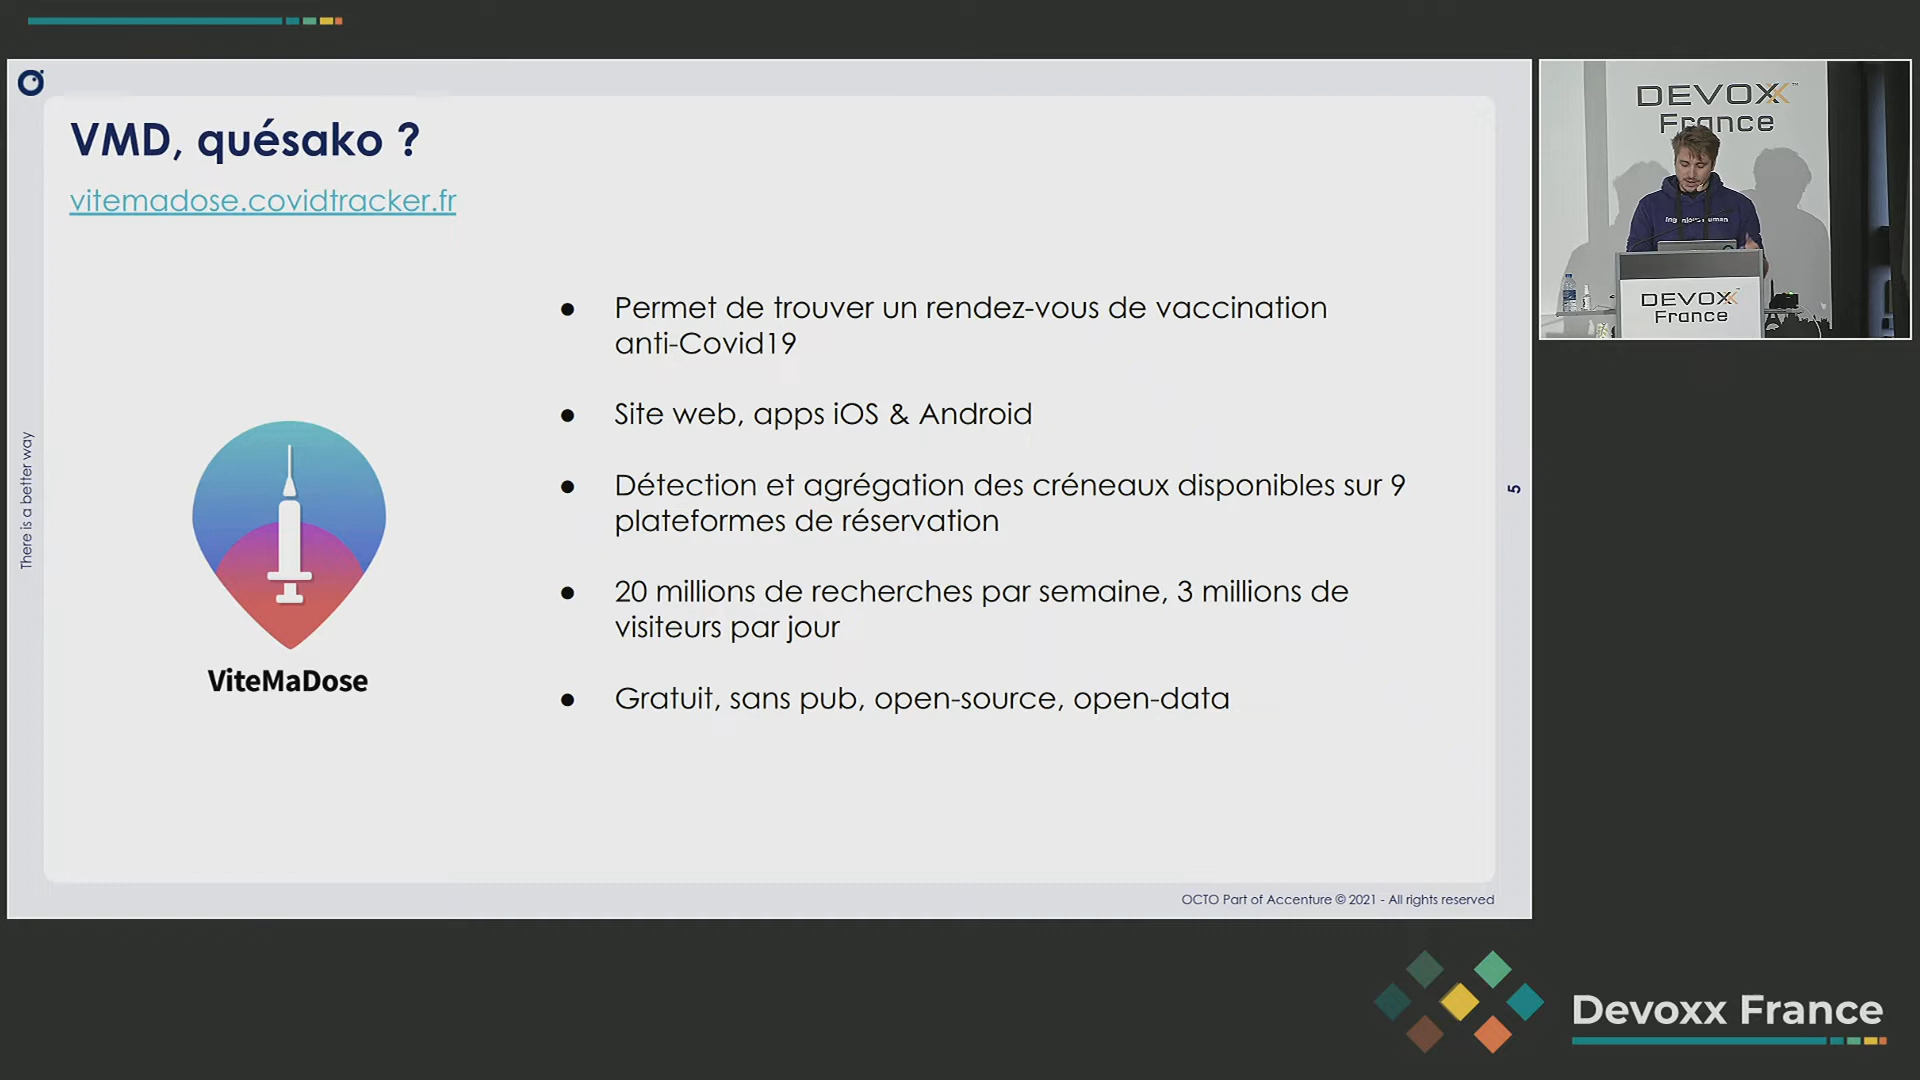 VMD, quésako ?
vitemadose.covidtracker.fr
There is a better way
ViteMaDose
● Permet de trouver un rendez-vous de vaccination
anti-Covid19
● Site web, apps iOS & Android
● Détection et agrégation des créneaux disponibles sur 9
plateformes de réservation
● 20 millions de recherches par semaine, 3 millions de
visiteurs par jour
● Gratuit, sans pub, open-source, open-data
5
OCTO Part of Accenture © 2021 - All rights reserved
DEVOXX™
France
Human
DEVOXX
France
Devoxx France